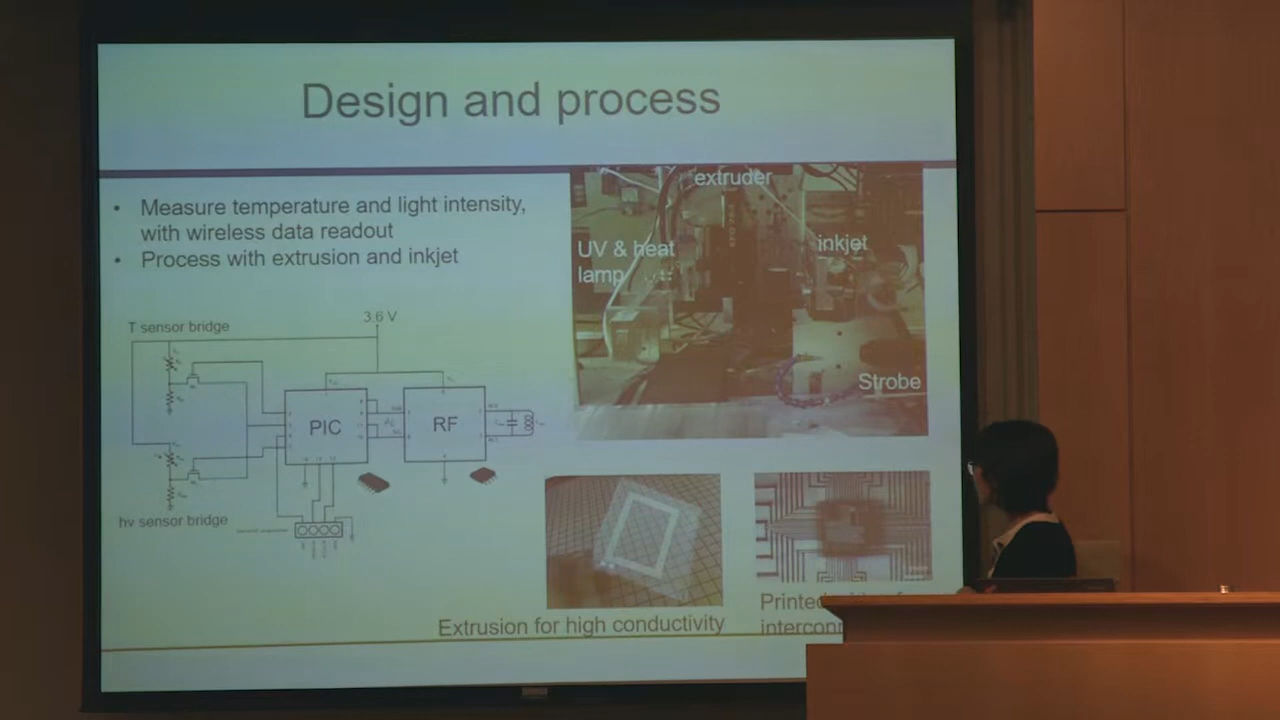 Design and process
• Measure temperature and light intensity,
with wireless data readout
• Process with extrusion and inkjet
extruder
UV & heat
lamp
inkjet
Strobe
T sensor bridge
3.6 V
PIC
RF
hv sensor bridge
Extrusion for high conductivity
Printed